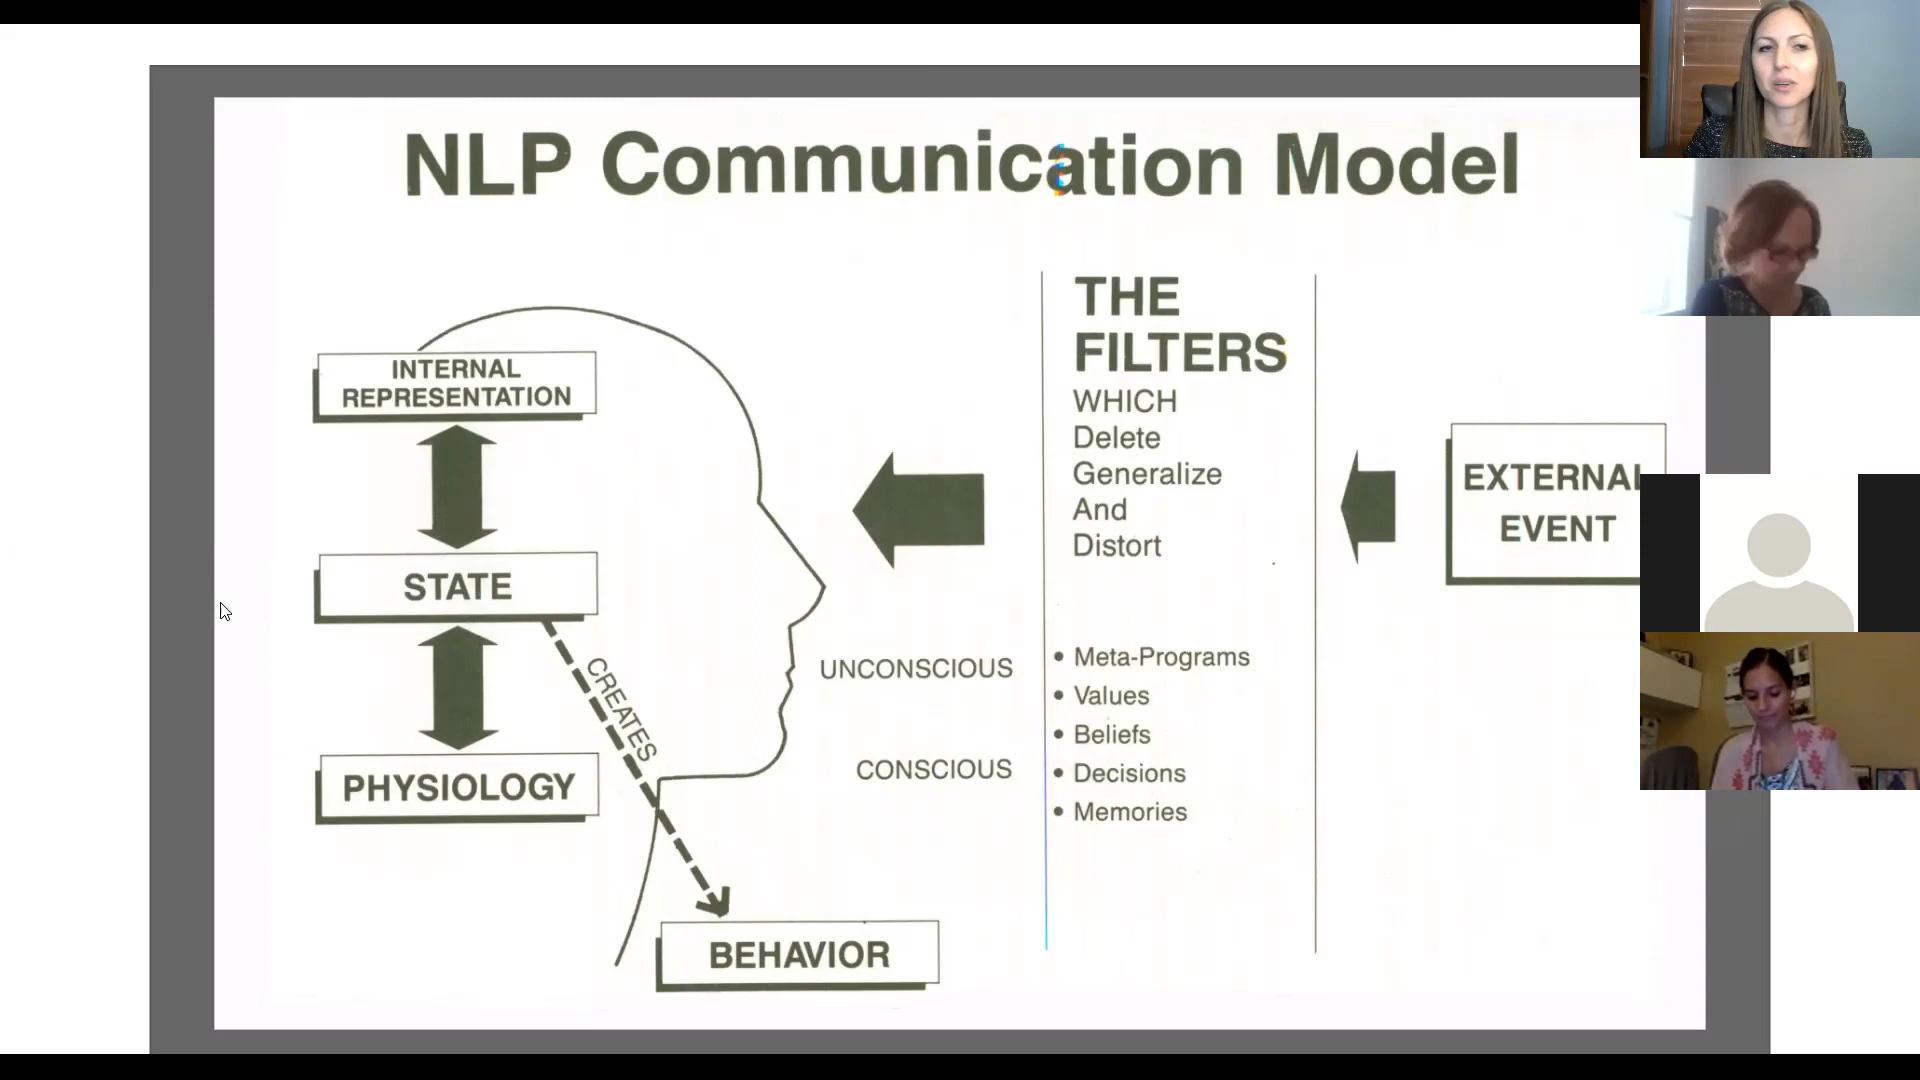 NLP Communication Model
THE
FILTERS
WHICH
Delete
Generalize
And
Distort
INTERNAL
REPRESENTATION
EXTERNAL
EVENT
STATE
CREATES
UNCONSCIOUS
CONSCIOUS
• Meta-Programs
• Values
• Beliefs
• Decisions
• Memories
PHYSIOLOGY
BEHAVIOR